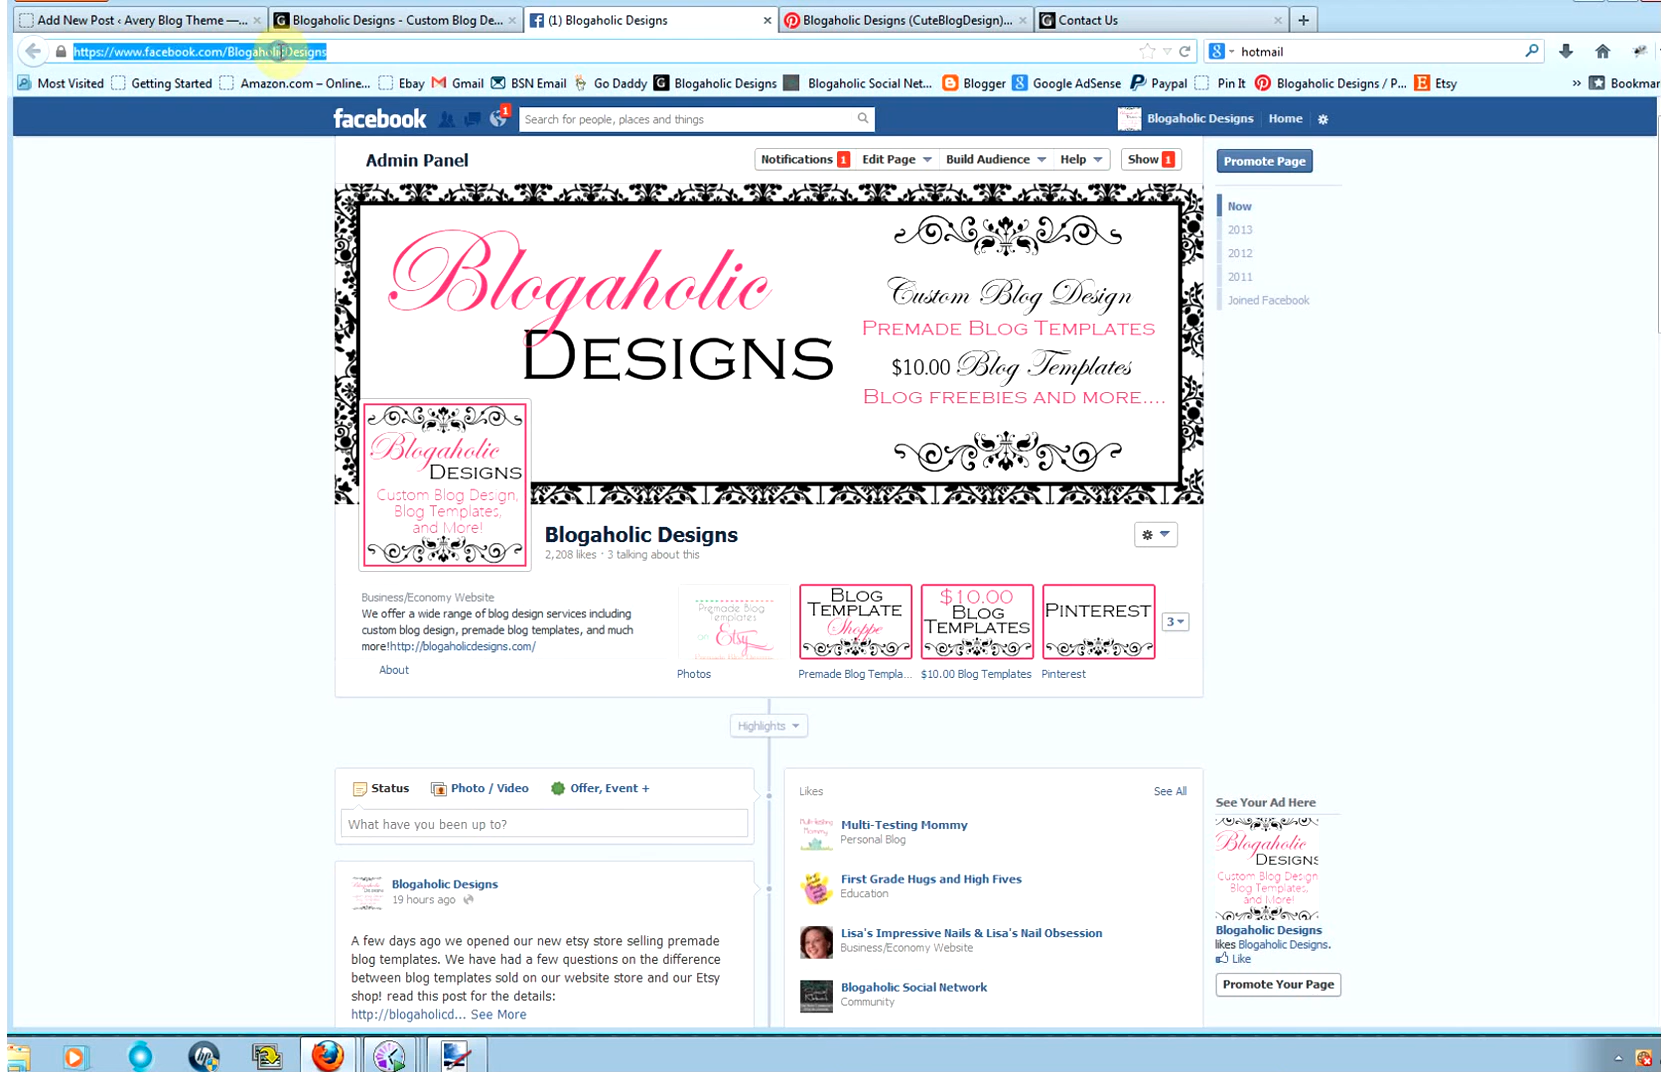 Add New Post ‹ Avery Blog Theme —...
Blogaholic Designs - Custom Blog De...
(1) Blogaholic Designs
Blogaholic Designs (CuteBlogDesign)...
Contact Us
https://www.facebook.com/BlogaholicDesigns
hotmail
Most Visited
Getting Started
Amazon.com – Online...
Ebay
Gmail
BSN Email
Go Daddy
Blogaholic Designs
Blogaholic Social Net...
Blogger
Google AdSense
Paypal
Pin It
Blogaholic Designs / P...
Etsy
Bookmar
facebook
1
Search for people, places and things
Blogaholic Designs
Home
Admin Panel
Notifications 1
Edit Page
Build Audience
Help
Show 1
Promote Page
Now
2013
2012
2011
Joined Facebook
Blogaholic
DESIGNS
Custom Blog Design
PREMADE BLOG TEMPLATES
$10.00 Blog Templates
BLOG FREEBIES AND MORE....
Blogaholic
DESIGNS
Custom Blog Design,
Blog Templates,
and More!
Blogaholic Designs
2,208 likes · 3 talking about this
Business/Economy Website
We offer a wide range of blog design services including
custom blog design, premade blog templates, and much
more!http://blogaholicdesigns.com/
About
Premade Blog
Templates
Etsy
Photos
BLOG
TEMPLATE
Shoppe
Premade Blog Templa...
$10.00
BLOG
TEMPLATES
$10.00 Blog Templates
PINTEREST
Pinterest
3
Highlights
Status
Photo / Video
Offer, Event +
What have you been up to?
Blogaholic Designs
19 hours ago
A few days ago we opened our new etsy store selling premade
blog templates. We have had a few questions on the difference
between blog templates sold on our website store and our Etsy
shop! read this post for the details:
http://blogaholicd... See More
Likes
See All
Multi-Testing Mommy
Personal Blog
First Grade Hugs and High Fives
Education
Lisa's Impressive Nails & Lisa's Nail Obsession
Business/Economy Website
Blogaholic Social Network
Community
See Your Ad Here
Blogaholic
DESIGNS
Custom Blog Design
Blog Templates,
and More!
Blogaholic Designs
likes Blogaholic Designs.
Like
Promote Your Page